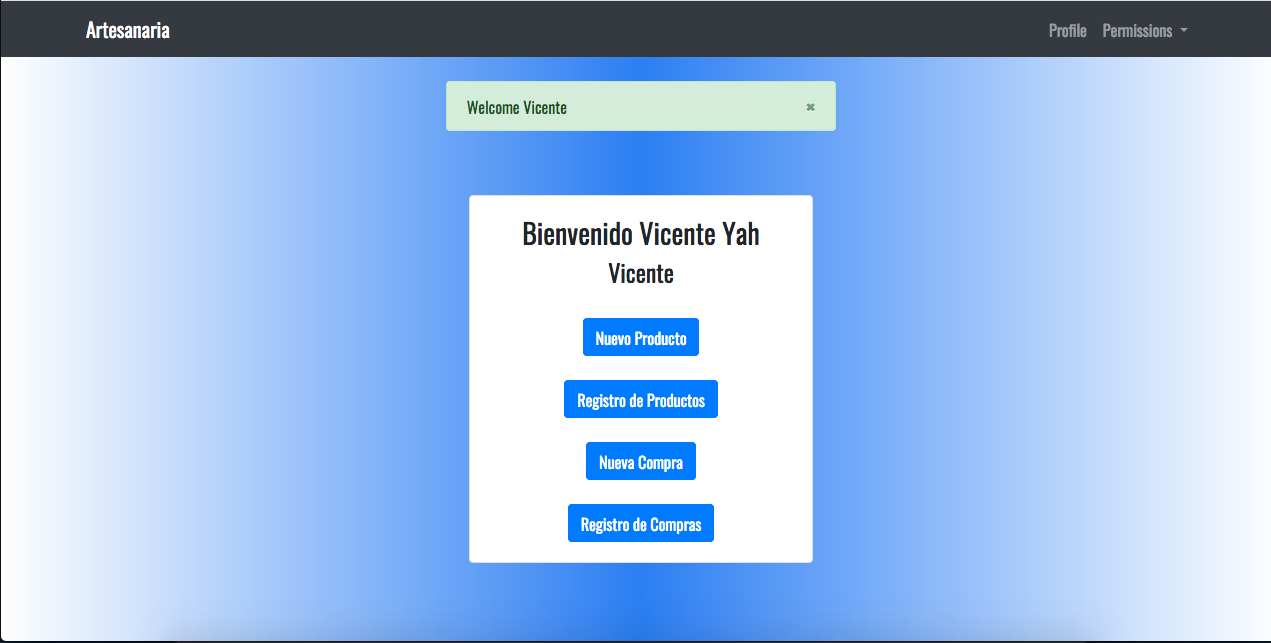 Artesanaria
Profile Permissions
Welcome Vicente ×
Bienvenido Vicente Yah
Vicente
Nuevo Producto
Registro de Productos
Nueva Compra
Registro de Compras